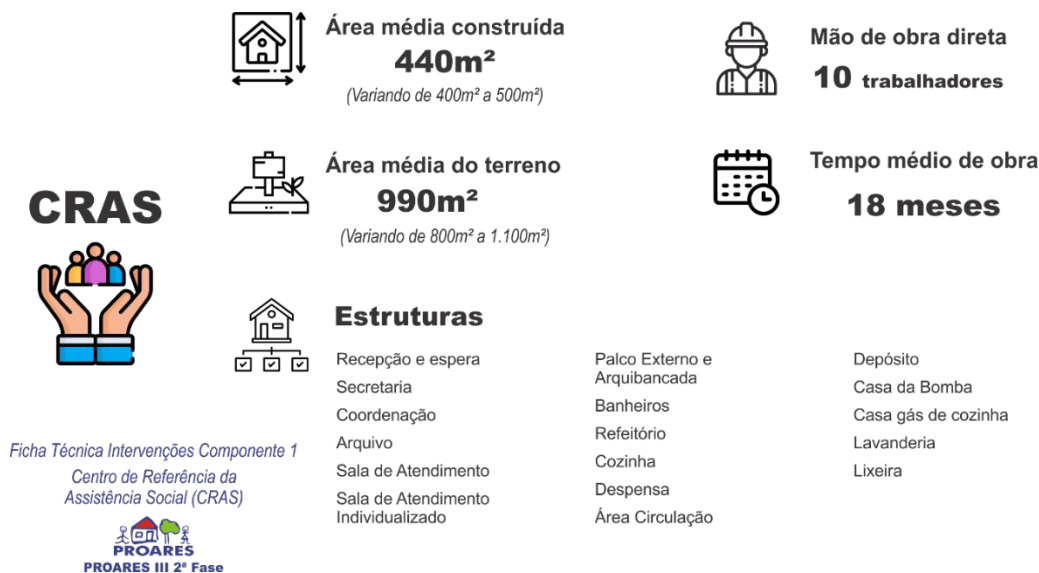 CRAS
Ficha Técnica Intervenções Componente 1
Centro de Referência da
Assistência Social (CRAS)
PROARES
PROARES III 2ª Fase
Área média construída
440m²
(Variando de 400m² a 500m²)
Área média do terreno
990m²
(Variando de 800m² a 1.100m²)
Mão de obra direta
10 trabalhadores
Tempo médio de obra
18 meses
Estruturas
Recepção e espera
Secretaria
Coordenação
Arquivo
Sala de Atendimento
Sala de Atendimento
Individualizado
Palco Externo e
Arquibancada
Banheiros
Refeitório
Cozinha
Despensa
Área Circulação
Depósito
Casa da Bomba
Casa gás de cozinha
Lavanderia
Lixeira